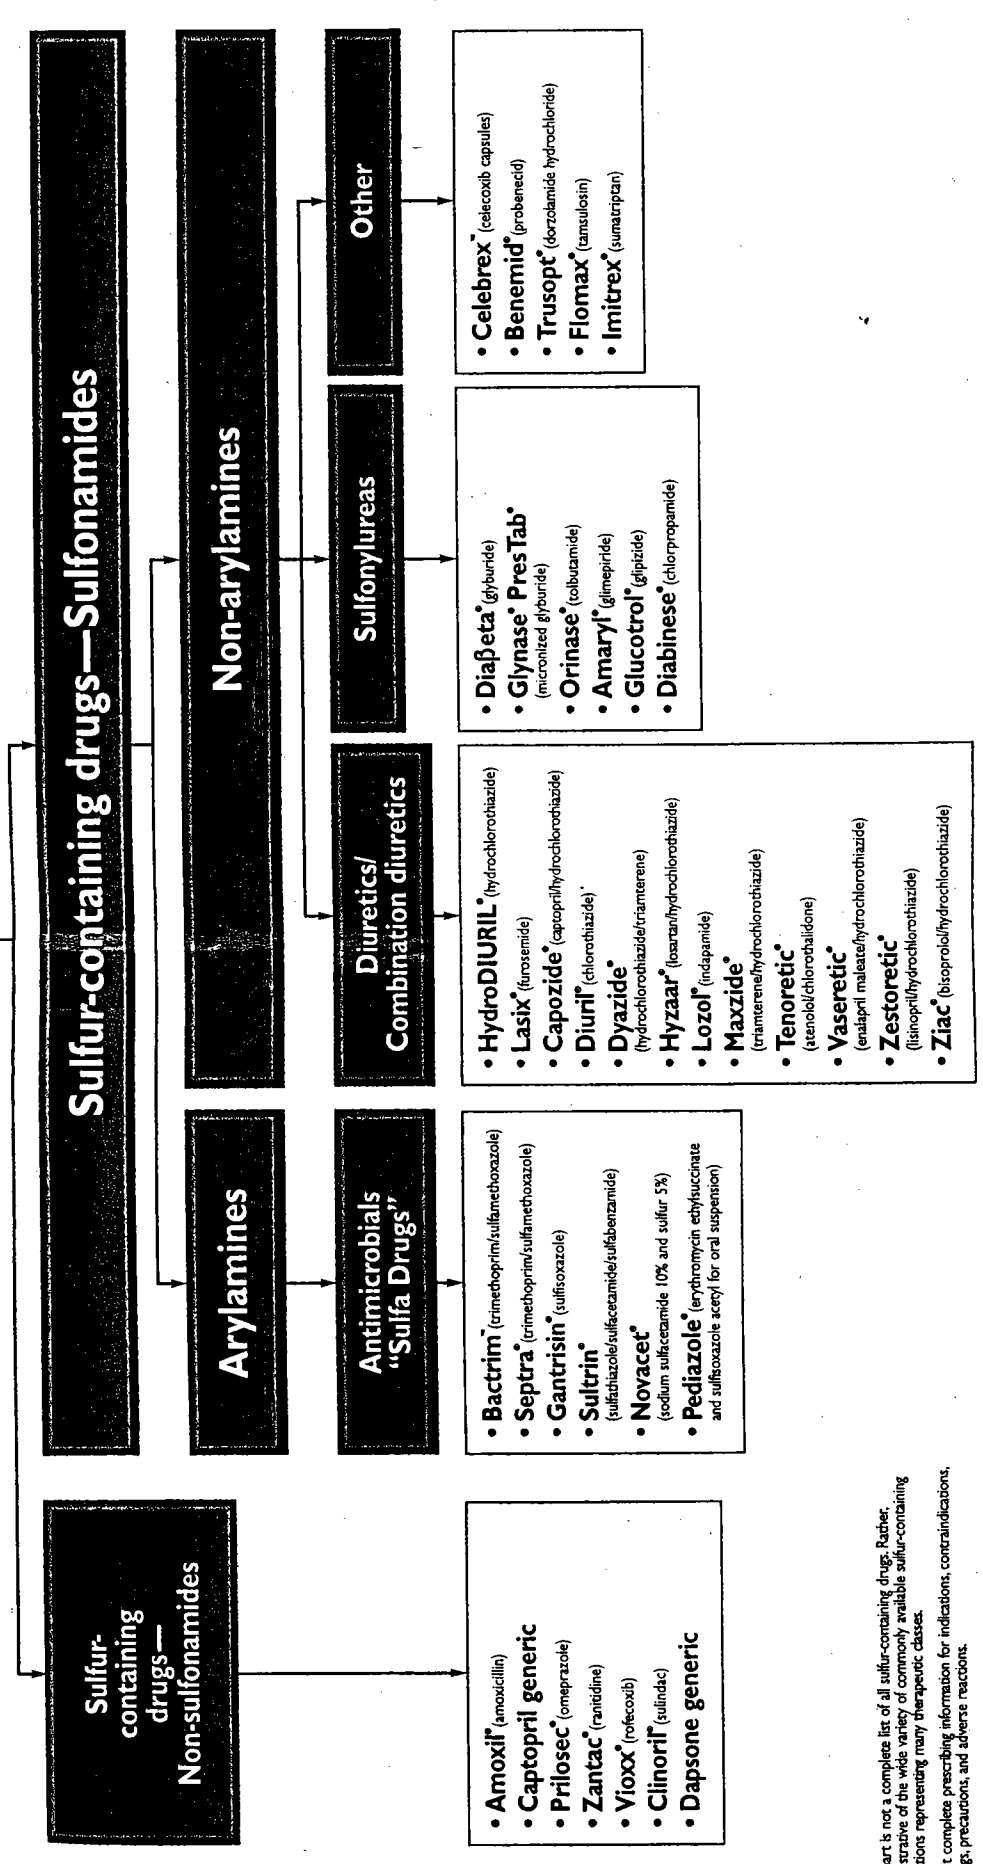 Sulfur-containing drugs—Sulfonamides
Sulfur-
containing
drugs—
Non-sulfonamides
Arylamines
Non-arylamines
Antimicrobials
“Sulfa Drugs”
Diuretics/
Combination diuretics
Sulfonylureas
Other
• Amoxil® (amoxicillin)
• Captopril generic
• Prilosec® (omeprazole)
• Zantac® (ranitidine)
• Vioxx® (rofecoxib)
• Clinoril® (sulindac)
• Dapsone generic
• Bactrim™ (trimethoprim/sulfamethoxazole)
• Septra® (trimethoprim/sulfamethoxazole)
• Gantrisin® (sulfisoxazole)
• Sultrin®
(sulfathiazole/sulfacetamide/sulfabenzamide)
• Novacet®
(sodium sulfacetamide 10% and sulfur 5%)
• Pediazole® (erythromycin ethylsuccinate
and sulfisoxazole acetyl for oral suspension)
• HydroDIURIL® (hydrochlorothiazide)
• Lasix® (furosemide)
• Capozide® (captopril/hydrochlorothiazide)
• Diuril® (chlorothiazide)
• Dyazide®
(hydrochlorothiazide/triamterene)
• Hyzaar® (losartan/hydrochlorothiazide)
• Lozol® (indapamide)
• Maxzide®
(triamterene/hydrochlorothiazide)
• Tenoretic®
(atenolol/chlorothalidone)
• Vaseretic®
(enalapril maleate/hydrochlorothiazide)
• Zestoretic®
(lisinopril/hydrochlorothiazide)
• Ziac® (bisoprolol/hydrochlorothiazide)
• Diaβeta® (glyburide)
• Glynase® PresTab®
(micronized glyburide)
• Orinase® (tolbutamide)
• Amaryl® (glimepiride)
• Glucotrol® (glipizide)
• Diabinese® (chlorpropamide)
• Celebrex™ (celecoxib capsules)
• Benemid® (probenecid)
• Trusopt® (dorzolamide hydrochloride)
• Flomax® (tamsulosin)
• Imitrex® (sumatriptan)
art is not a complete list of all sulfur-containing drugs. Rather,
strative of the wide variety of commonly available sulfur-containing
tions representing many therapeutic classes.
t complete prescribing information for indications, contraindications,
gs, precautions, and adverse reactions.